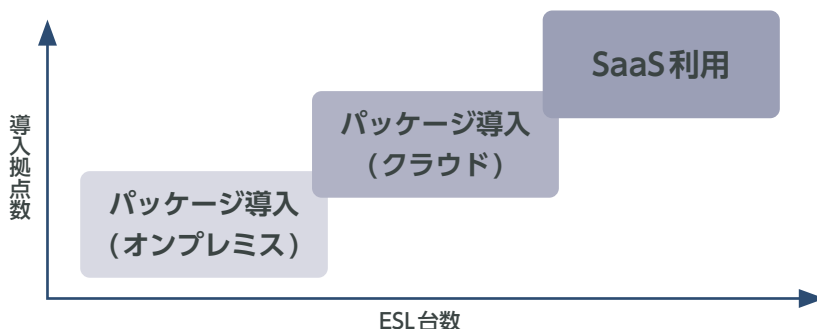 SaaS利用
パッケージ導入
(クラウド)
パッケージ導入
(オンプレミス)
導入拠点数
ESL台数